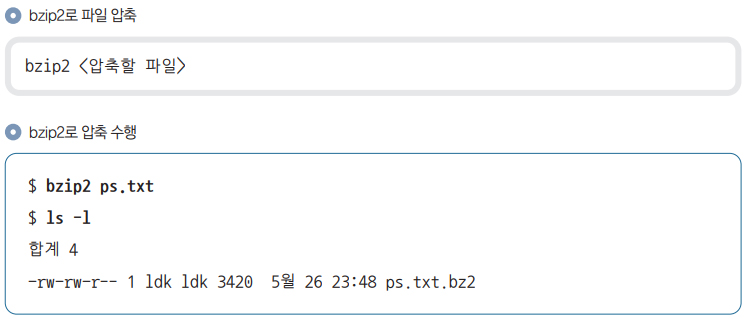 bzip2로 파일 압축
bzip2 <압축할 파일>
bzip2로 압축 수행
$ bzip2 ps.txt
$ ls -l
합계 4
-rw-rw-r-- 1 ldk ldk 3420  5월 26 23:48 ps.txt.bz2